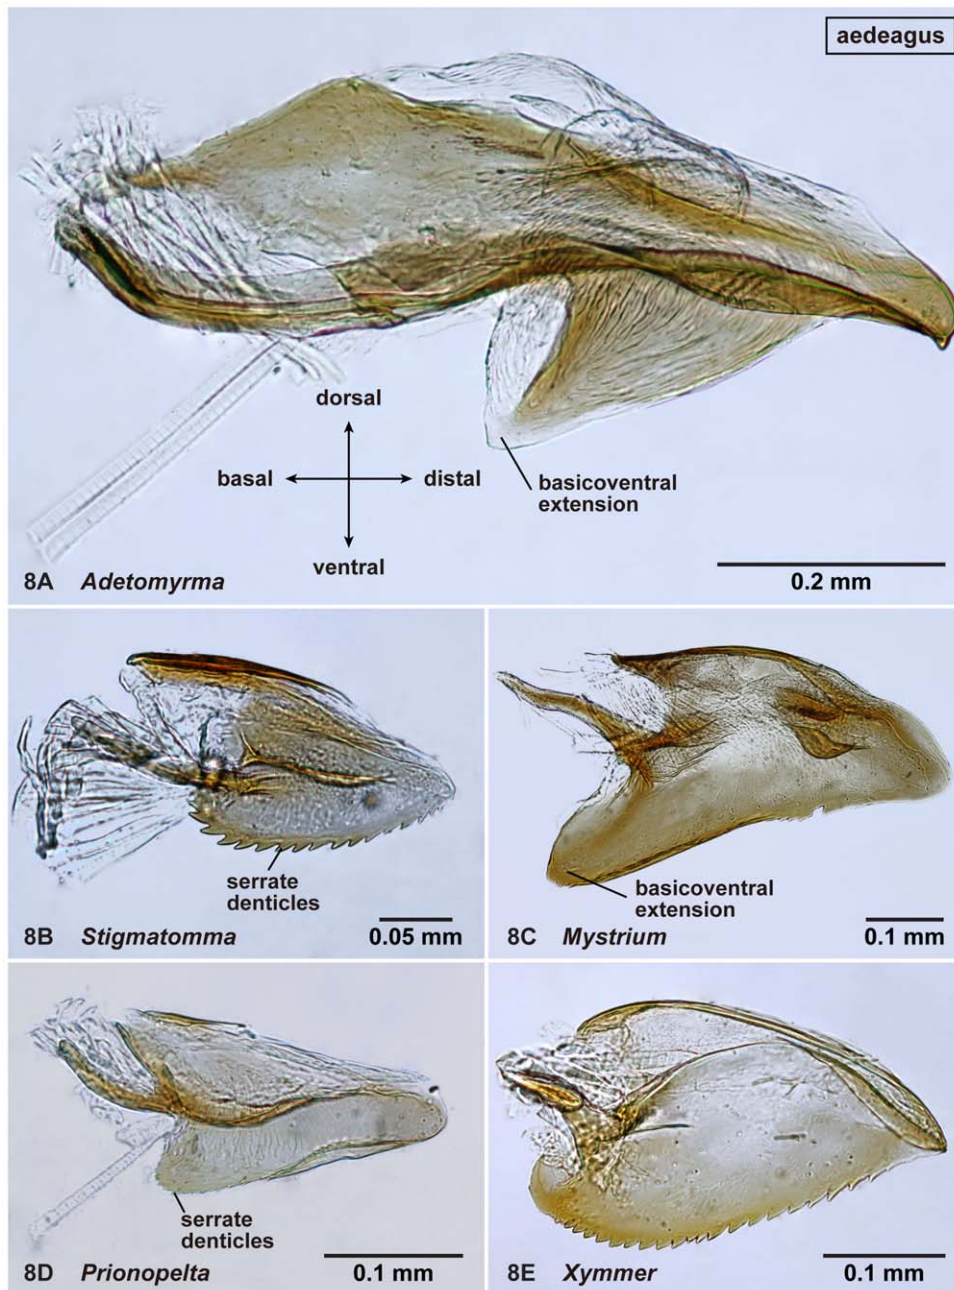 aedeagus
dorsal
basal
distal
ventral
basicoventral
extension
0.2 mm
8A Adetomyrma
serrate
denticles
0.05 mm
8B Stigmatomma
basicoventral
extension
0.1 mm
8C Mystrium
serrate
denticles
0.1 mm
8D Prionopelta
0.1 mm
8E Xymmer